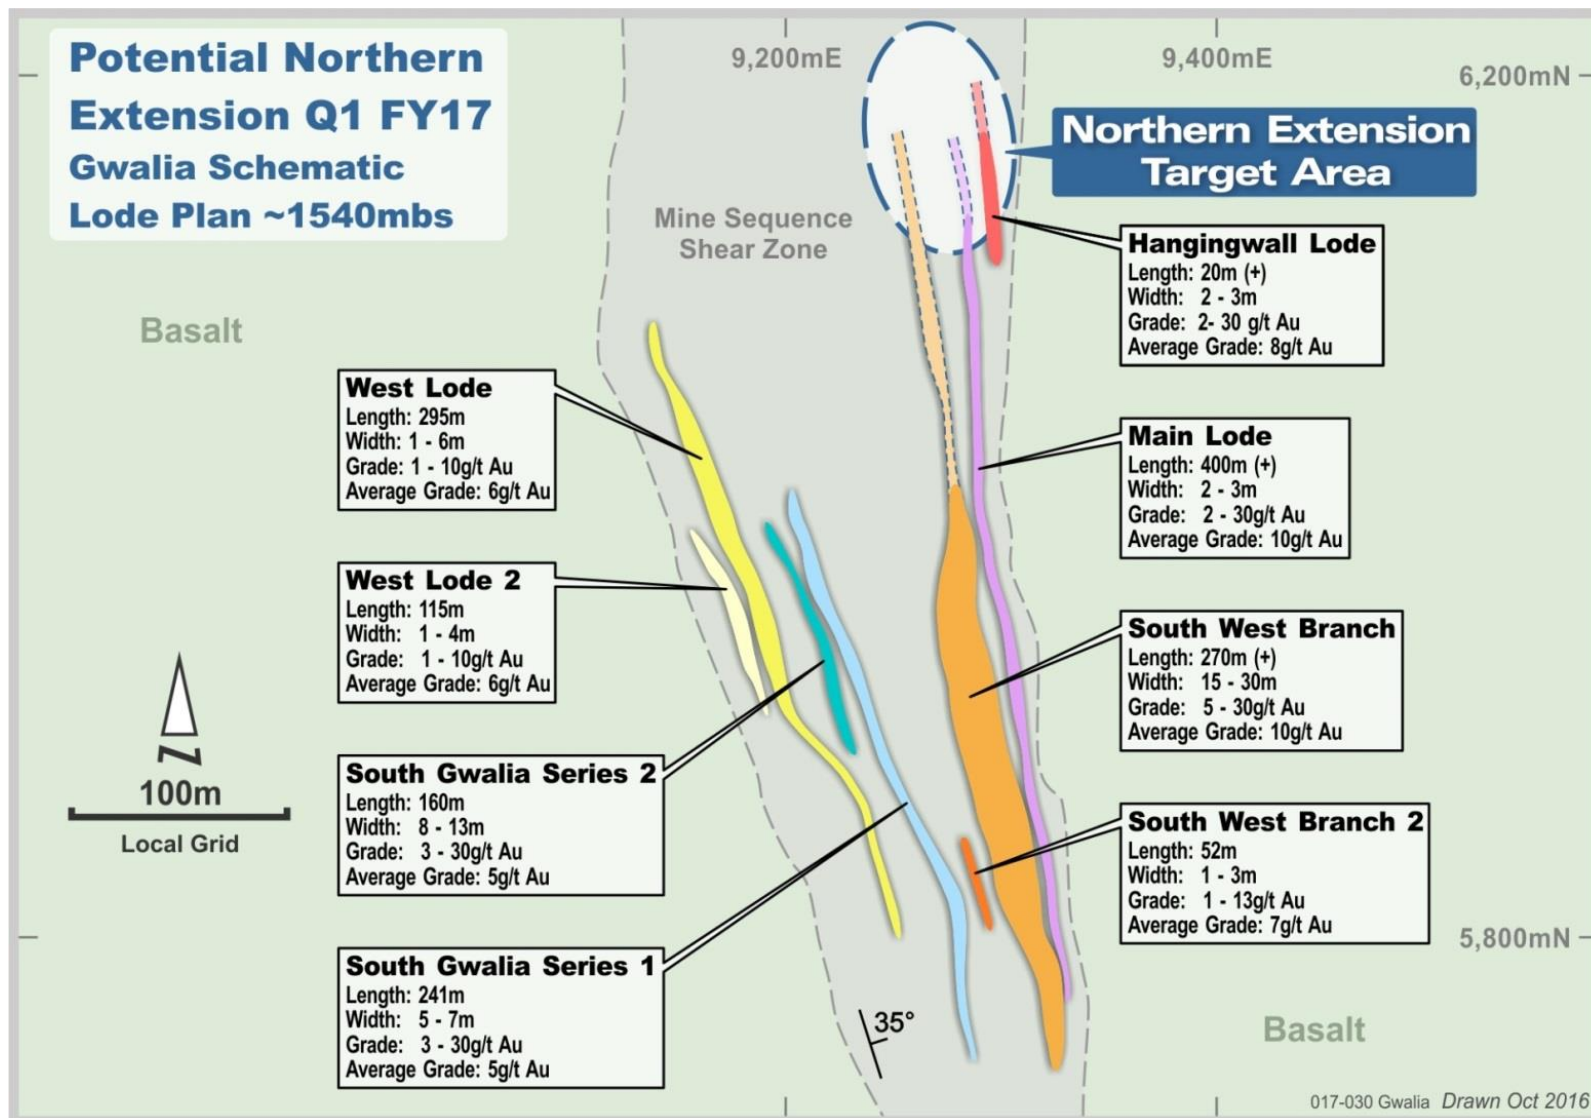 Potential Northern
Extension Q1 FY17
Gwalia Schematic
Lode Plan ~1540mbs
9,200mE
9,400mE
6,200mN
Northern Extension
Target Area
Mine Sequence
Shear Zone
Basalt
Hangingwall Lode
Length: 20m (+)
Width: 2 - 3m
Grade: 2- 30 g/t Au
Average Grade: 8g/t Au
West Lode
Length: 295m
Width: 1 - 6m
Grade: 1 - 10g/t Au
Average Grade: 6g/t Au
Main Lode
Length: 400m (+)
Width: 2 - 3m
Grade: 2 - 30g/t Au
Average Grade: 10g/t Au
West Lode 2
Length: 115m
Width: 1 - 4m
Grade: 1 - 10g/t Au
Average Grade: 6g/t Au
South West Branch
Length: 270m (+)
Width: 15 - 30m
Grade: 5 - 30g/t Au
Average Grade: 10g/t Au
N
100m
Local Grid
South Gwalia Series 2
Length: 160m
Width: 8 - 13m
Grade: 3 - 30g/t Au
Average Grade: 5g/t Au
South West Branch 2
Length: 52m
Width: 1 - 3m
Grade: 1 - 13g/t Au
Average Grade: 7g/t Au
5,800mN
South Gwalia Series 1
Length: 241m
Width: 5 - 7m
Grade: 3 - 30g/t Au
Average Grade: 5g/t Au
35°
Basalt
017-030 Gwalia Drawn Oct 2016